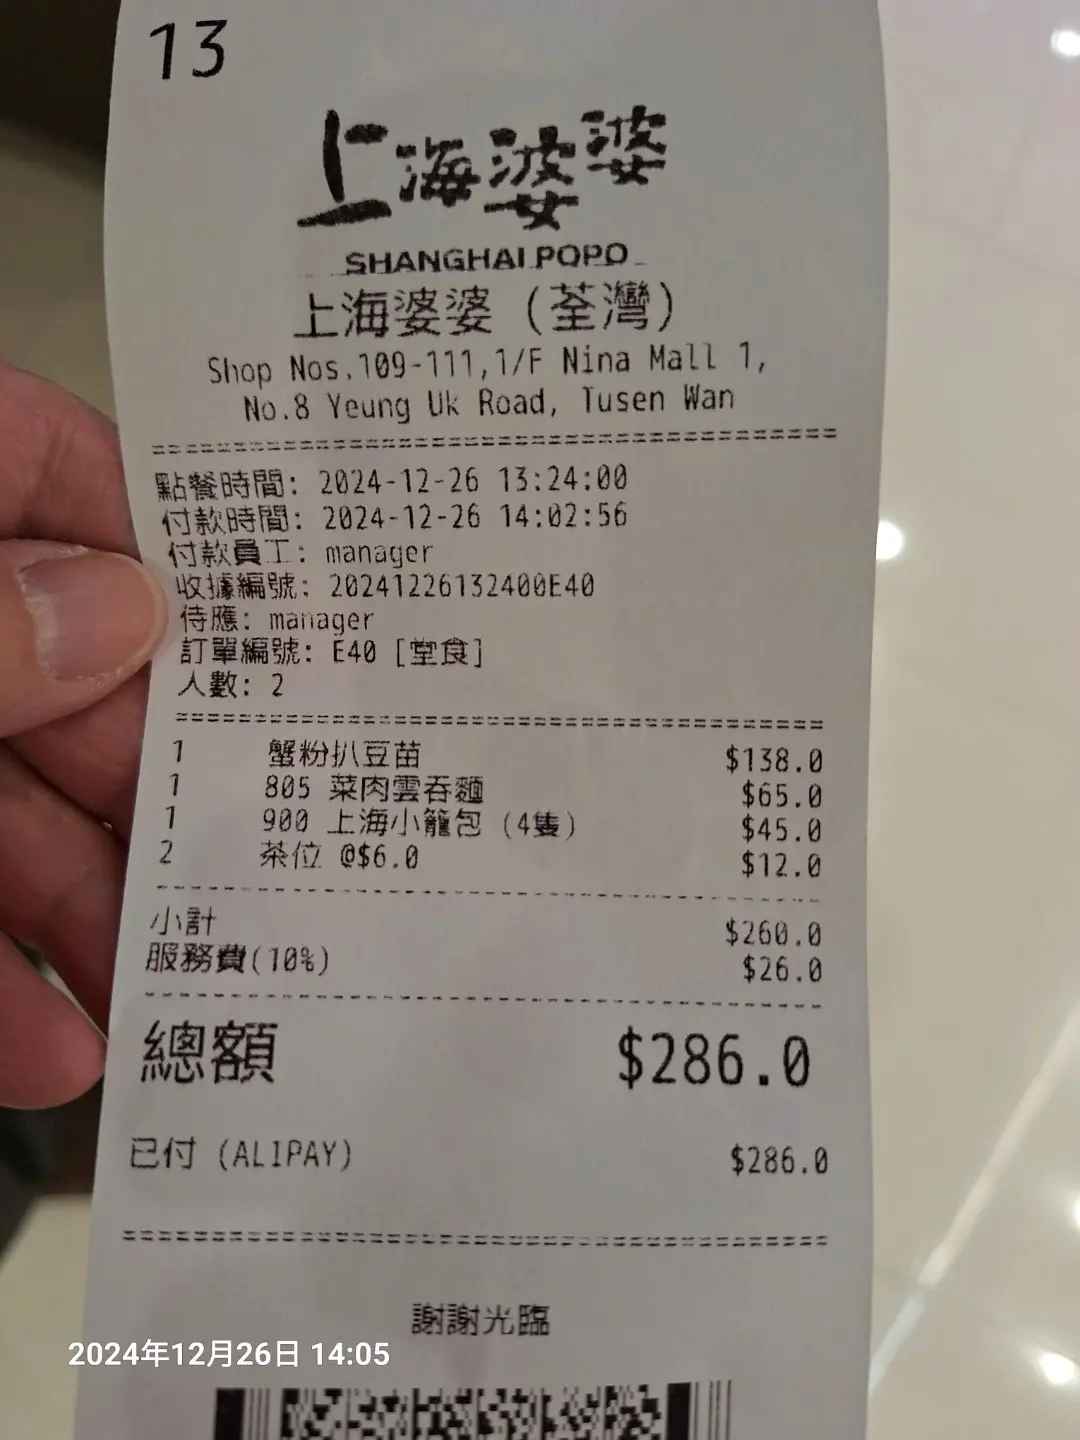 13
上海婆婆
SHANGHAI POPO
上海婆婆 (荃灣)
Shop Nos.109-111,1/F Nina Mall 1,
No.8 Yeung Uk Road, Tusen Wan
點餐時間: 2024-12-26 13:24:00
付款時間: 2024-12-26 14:02:56
付款員工: manager
收據編號: 20241226132400E40
侍應: manager
訂單編號: E40 [堂食]
人數: 2
1 蟹粉扒豆苗 $138.0
1 805 菜肉雲吞麵 $65.0
1 900 上海小籠包 (4隻) $45.0
2 茶位 @$6.0 $12.0
小計 $260.0
服務費(10%) $26.0
總額 $286.0
已付 (ALIPAY) $286.0
謝謝光臨
2024年12月26日 14:05